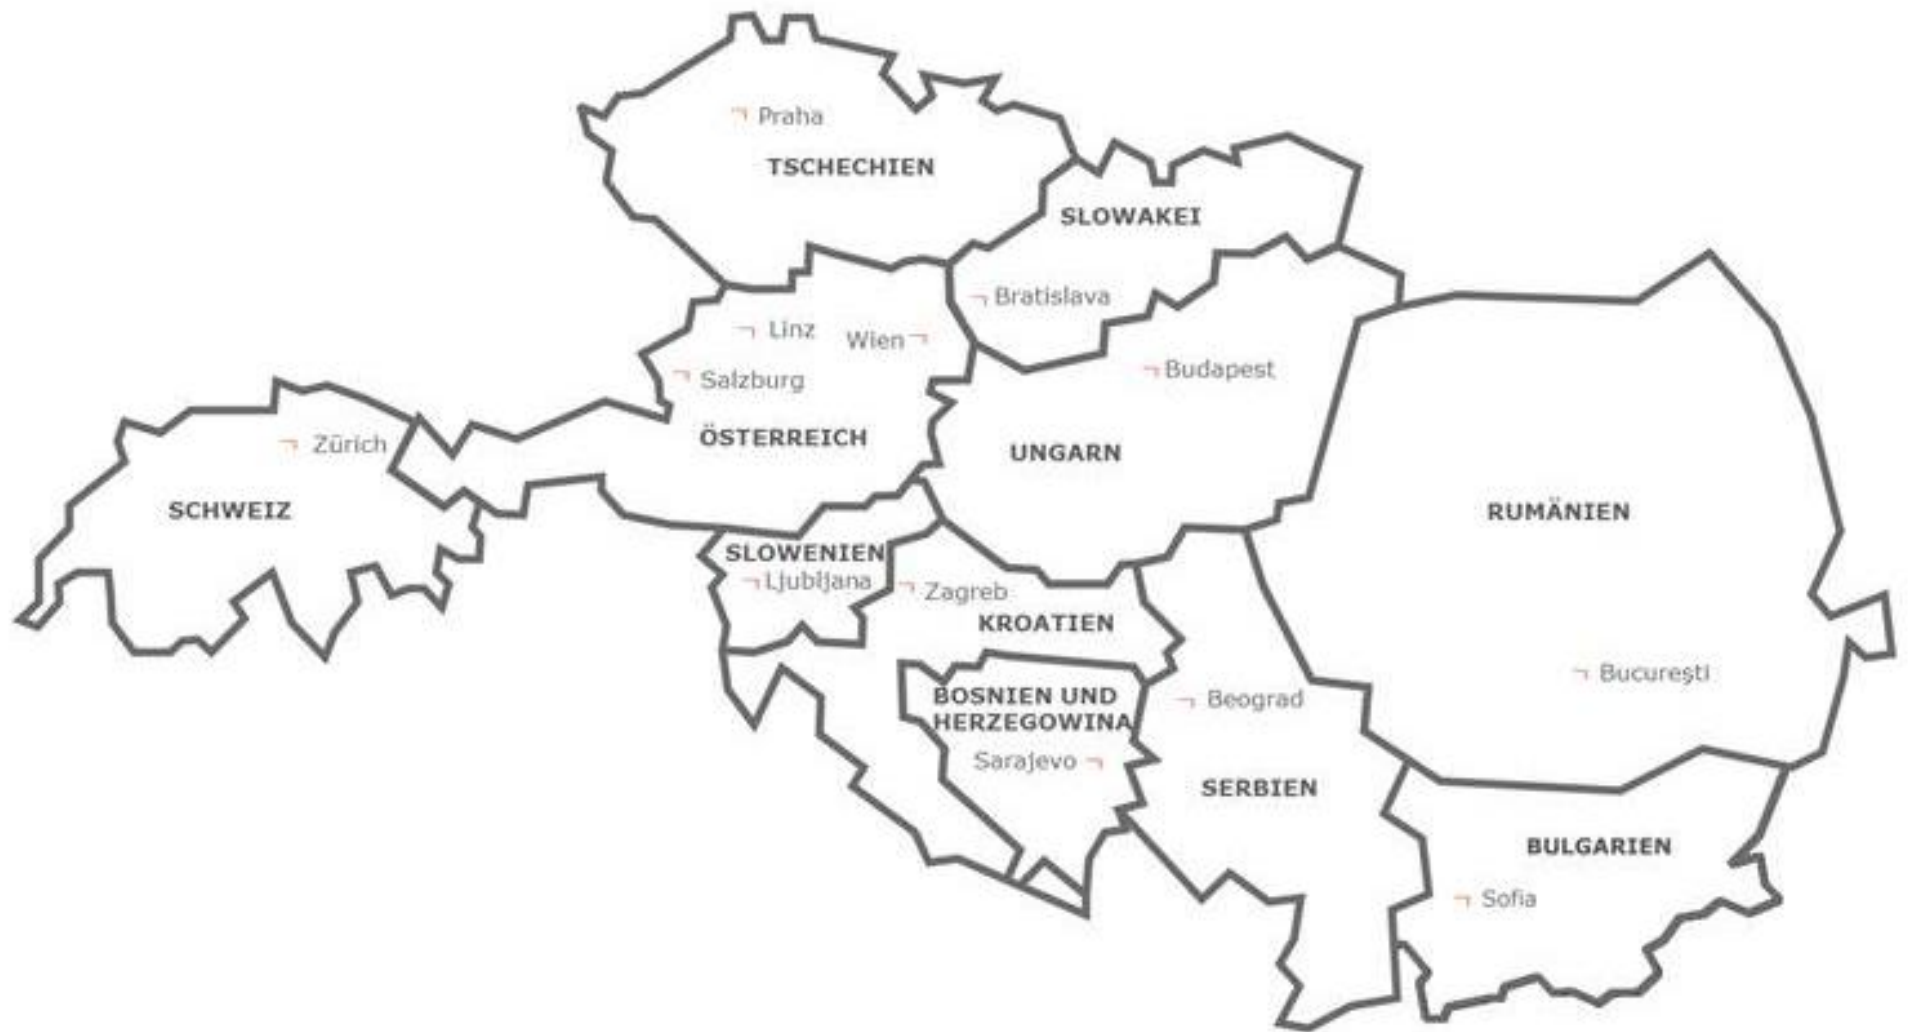 Praha
TSCHECHIEN
SLOWAKEI
Bratislava
Linz
Wien
Salzburg
Budapest
ÖSTERREICH
Zürich
UNGARN
SCHWEIZ
RUMÄNIEN
SLOWENIEN
Ljubljana
Zagreb
KROATIEN
Bucureşti
BOSNIEN UND
HERZEGOWINA
Beograd
Sarajevo
SERBIEN
BULGARIEN
Sofia